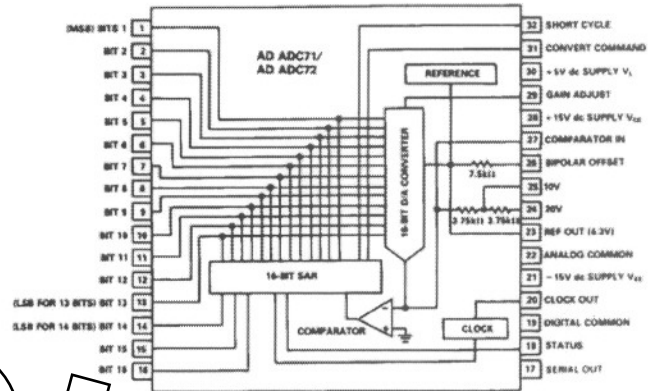 (MSB) BITS 1 1
BIT 2 2
BIT 3 3
BIT 4 4
BIT 5 5
BIT 6 6
BIT 7 7
BIT 8 8
BIT 9 9
BIT 10 10
BIT 11 11
BIT 12 12
(LSB FOR 13 BITS) BIT 13 13
(LSB FOR 14 BITS) BIT 14 14
BIT 15 15
BIT 16 16
AD ADC71/
AD ADC72
REFERENCE
16-BIT D/A CONVERTER
7.5kΩ
3.75kΩ 3.75kΩ
16-BIT SAR
COMPARATOR
−
+
CLOCK
32 SHORT CYCLE
31 CONVERT COMMAND
30 +5V dc SUPPLY VL
29 GAIN ADJUST
28 +15V dc SUPPLY VCC
27 COMPARATOR IN
26 BIPOLAR OFFSET
25 10V
24 20V
23 REF OUT (6.3V)
22 ANALOG COMMON
21 −15V dc SUPPLY VEE
20 CLOCK OUT
19 DIGITAL COMMON
18 STATUS
17 SERIAL OUT